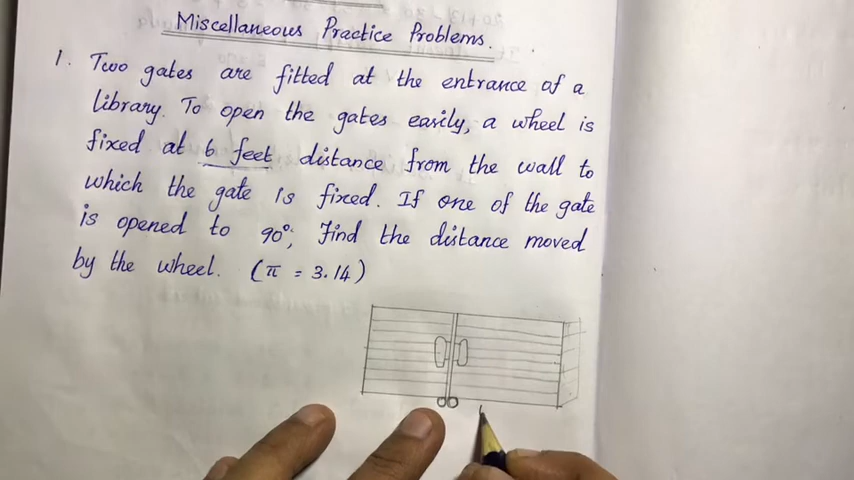 Miscellaneous Practice Problems.
1. Two gates are fitted at the entrance of a
library. To open the gates easily, a wheel is
fixed at 6 feet distance from the wall to
which the gate is fixed. If one of the gate
is opened to 90°, Find the distance moved
by the wheel. (π = 3.14)